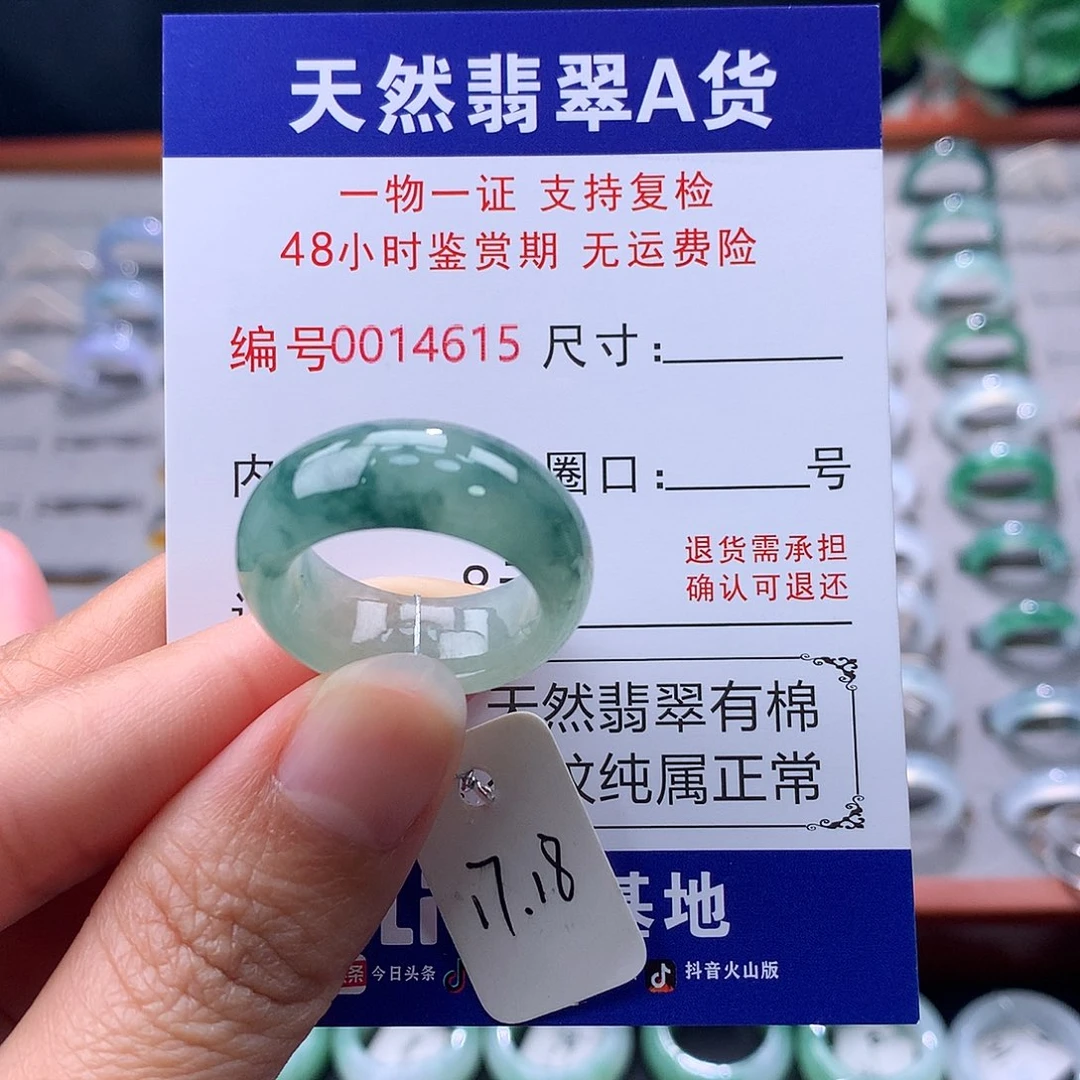 天然翡翠A货
一物一证 支持复检
48小时鉴赏期 无运费险
编号0014615 尺寸:
内 圈口: 号
退货需承担
确认可退还
天然翡翠有棉
纹纯属正常
17.18
基地
今日头条 抖音火山版